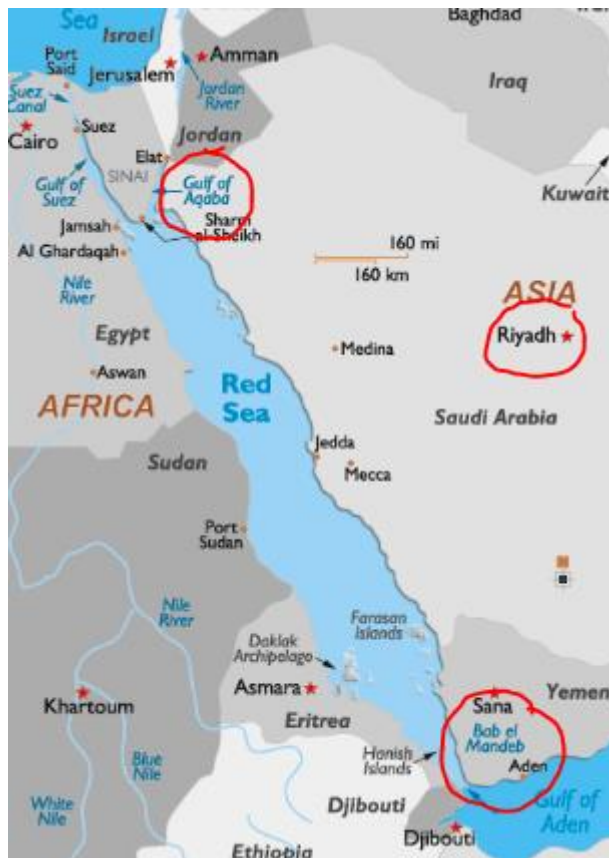 Sea
Israel
Baghdad
Port
Said
Amman
Jerusalem
Iraq
Suez
Canal
Jordan
River
Suez
Cairo
Jordan
Elat
SINAI
Gulf of
Suez
Gulf of
Aqaba
Kuwait
Jamsah
Sharm
al-Sheikh
160 mi
Al Ghardaqah
160 km
Nile
River
ASIA
Egypt
Riyadh
Medina
Aswan
Red
Sea
AFRICA
Saudi Arabia
Jedda
Sudan
Mecca
Port
Sudan
Nile
River
Farasan
Islands
Daklak
Archipelago
Asmara
Yemen
Khartoum
Sana
Eritrea
Bab el
Mandeb
Blue
Nile
Hanish
Islands
Aden
White
Nile
Djibouti
Gulf of
Aden
Djibouti
Ethiopia